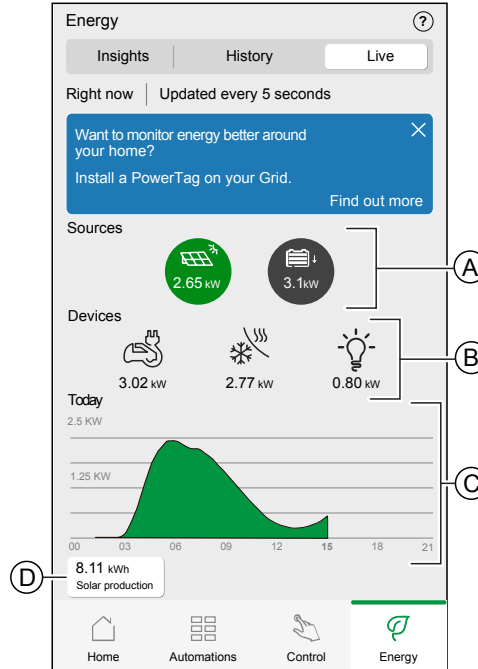 Energy ?
Insights History Live
Right now Updated every 5 seconds
Want to monitor energy better around
your home?
Install a PowerTag on your Grid.
Find out more
Sources
2.65 kW 3.1kW
A
Devices
3.02 kW 2.77 kW 0.80 kW
B
Today
2.5 KW
1.25 KW
C
00 03 06 09 12 15 18 21
8.11 kWh
Solar production
D
Home Automations Control Energy